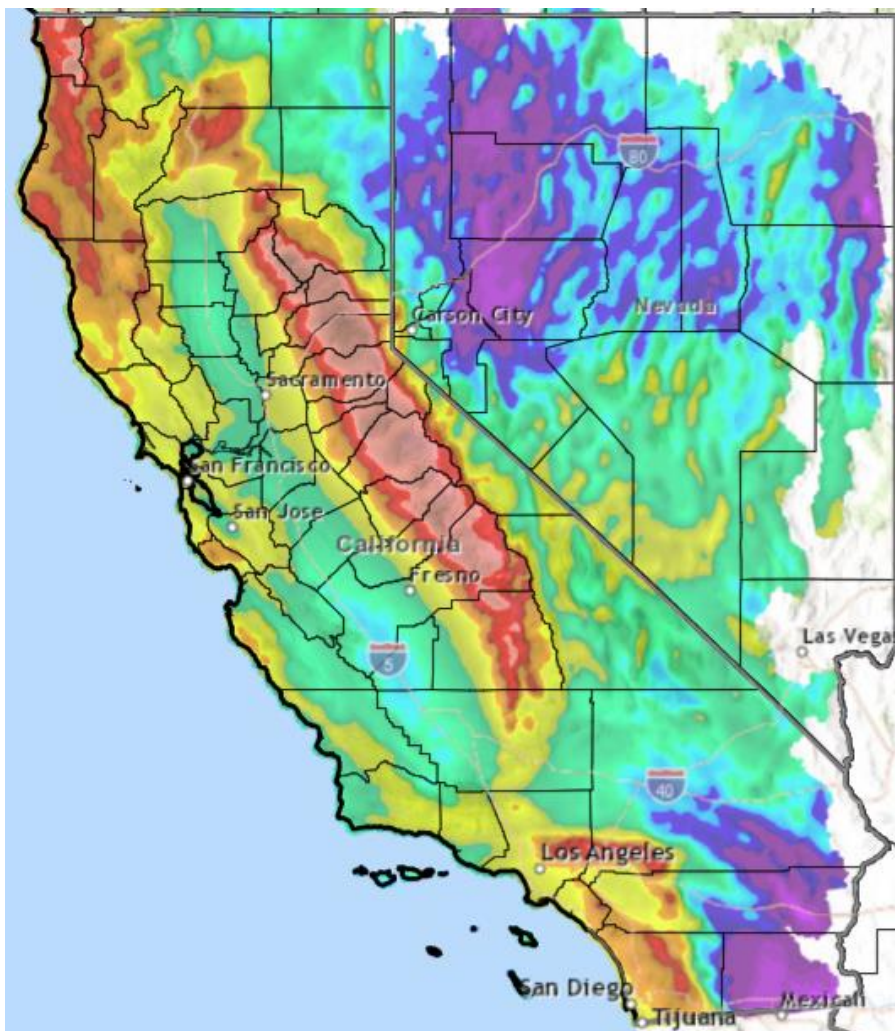 80
Nevada
Carson City
Sacramento
San Francisco
San Jose
California
Fresno
5
Las Vega
40
Los Angeles
San Diego
Mexicali
Tijuana